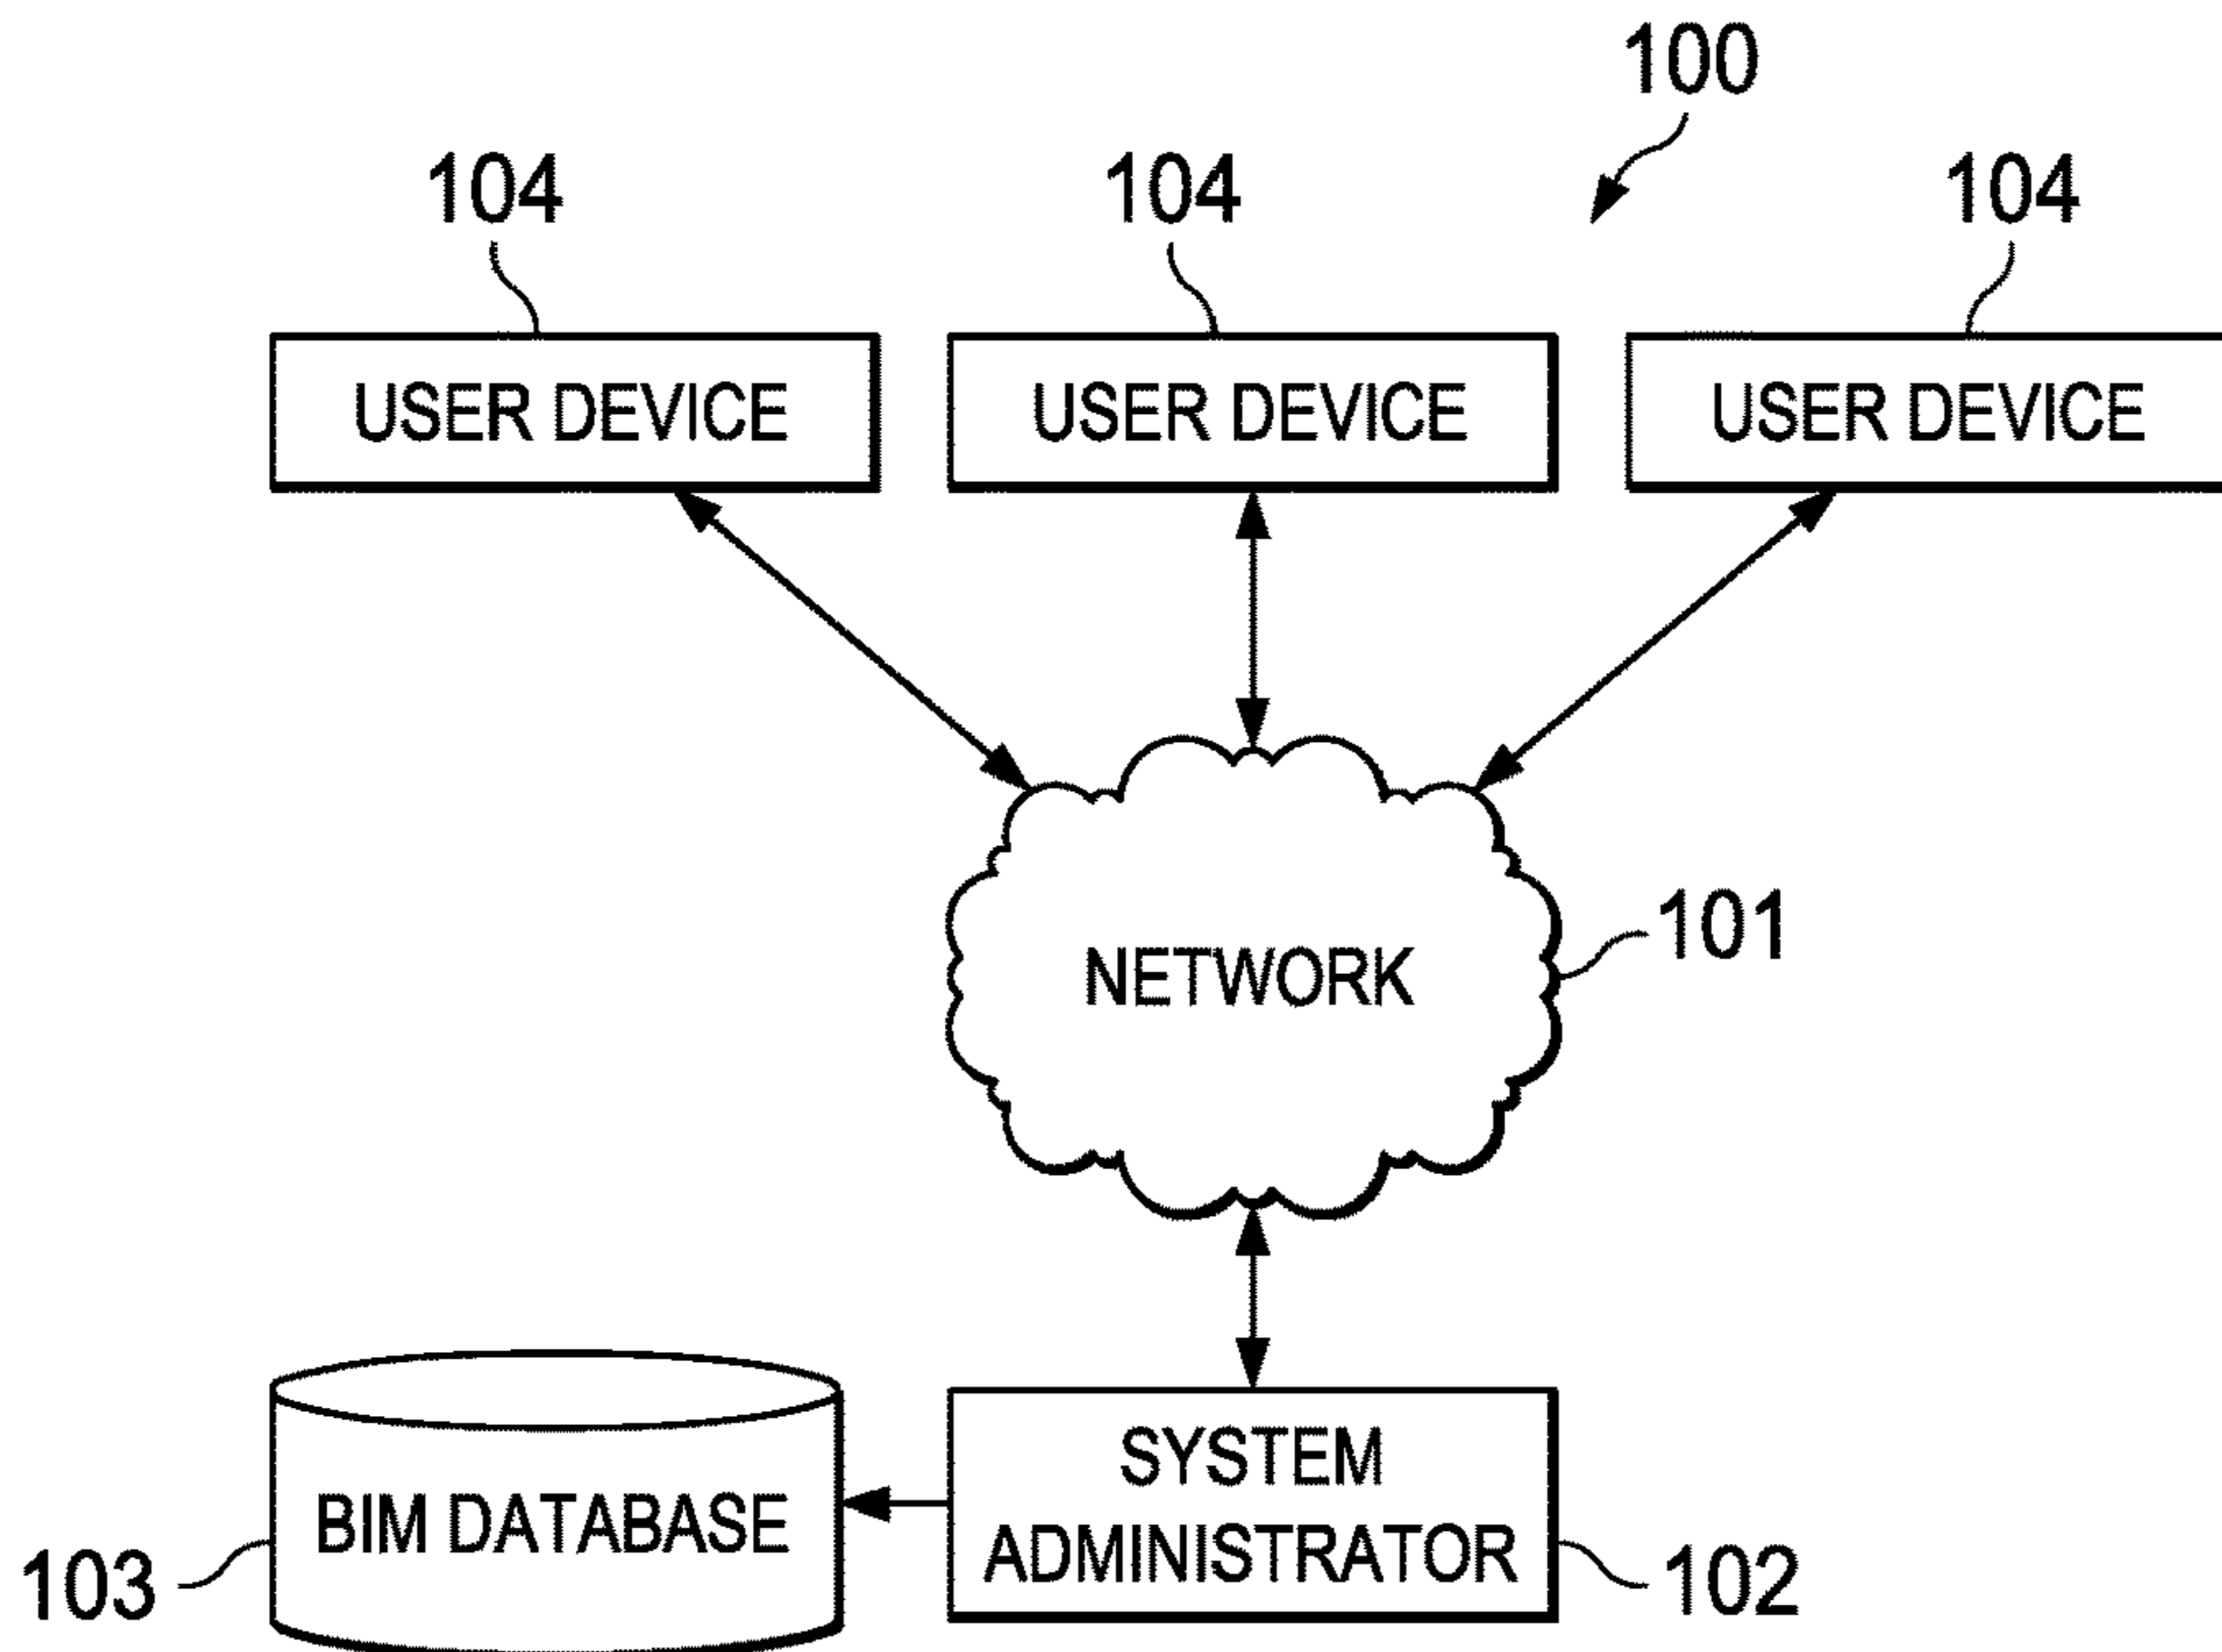 100
104
104
104
USER DEVICE
USER DEVICE
USER DEVICE
101
NETWORK
SYSTEM
ADMINISTRATOR
BIM DATABASE
103
102